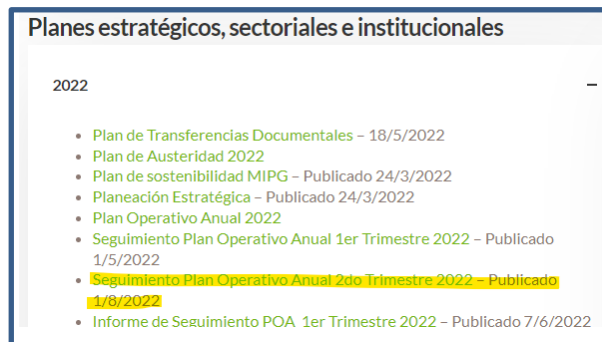 Planes estratégicos, sectoriales e institucionales
2022 –
• Plan de Transferencias Documentales – 18/5/2022
• Plan de Austeridad 2022
• Plan de sostenibilidad MIPG – Publicado 24/3/2022
• Planeación Estratégica – Publicado 24/3/2022
• Plan Operativo Anual 2022
• Seguimiento Plan Operativo Anual 1er Trimestre 2022 – Publicado
1/5/2022
• Seguimiento Plan Operativo Anual 2do Trimestre 2022 – Publicado
1/8/2022
• Informe de Seguimiento POA 1er Trimestre 2022 – Publicado 7/6/2022